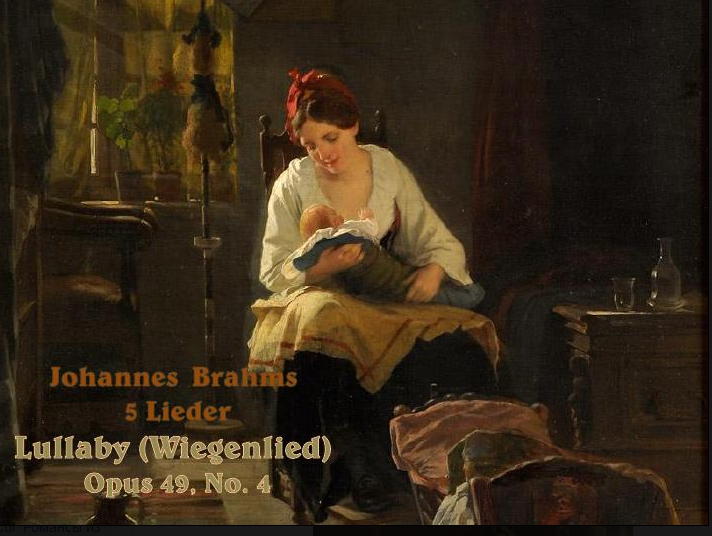 Johannes Brahms
5 Lieder
Lullaby (Wiegenlied)
Opus 49, No. 4